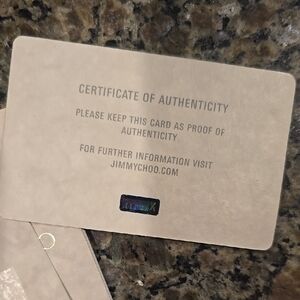 CERTIFICATE OF AUTHENTICITY
PLEASE KEEP THIS CARD AS PROOF OF
AUTHENTICITY
FOR FURTHER INFORMATION VISIT
JIMMYCHOO.COM